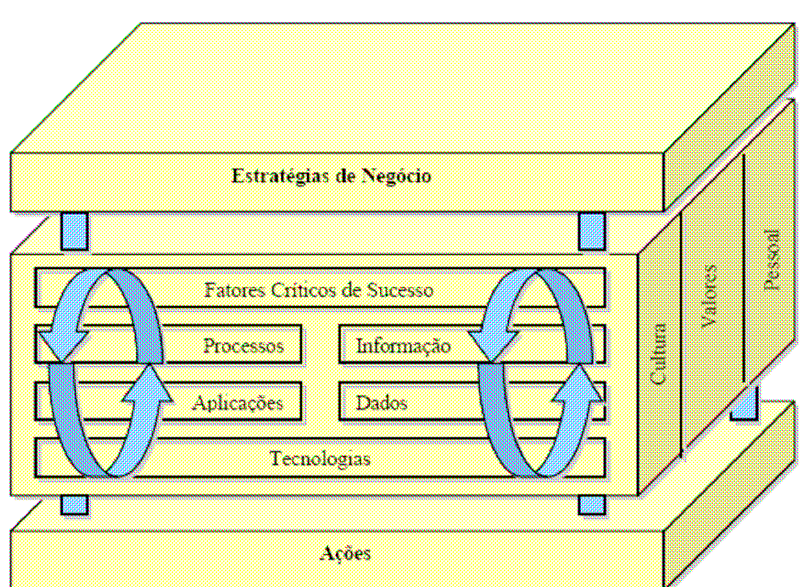 Estratégias de Negócio
Fatores Críticos de Sucesso
Processos
Informação
Aplicações
Dados
Tecnologias
Cultura
Valores
Pessoal
Ações